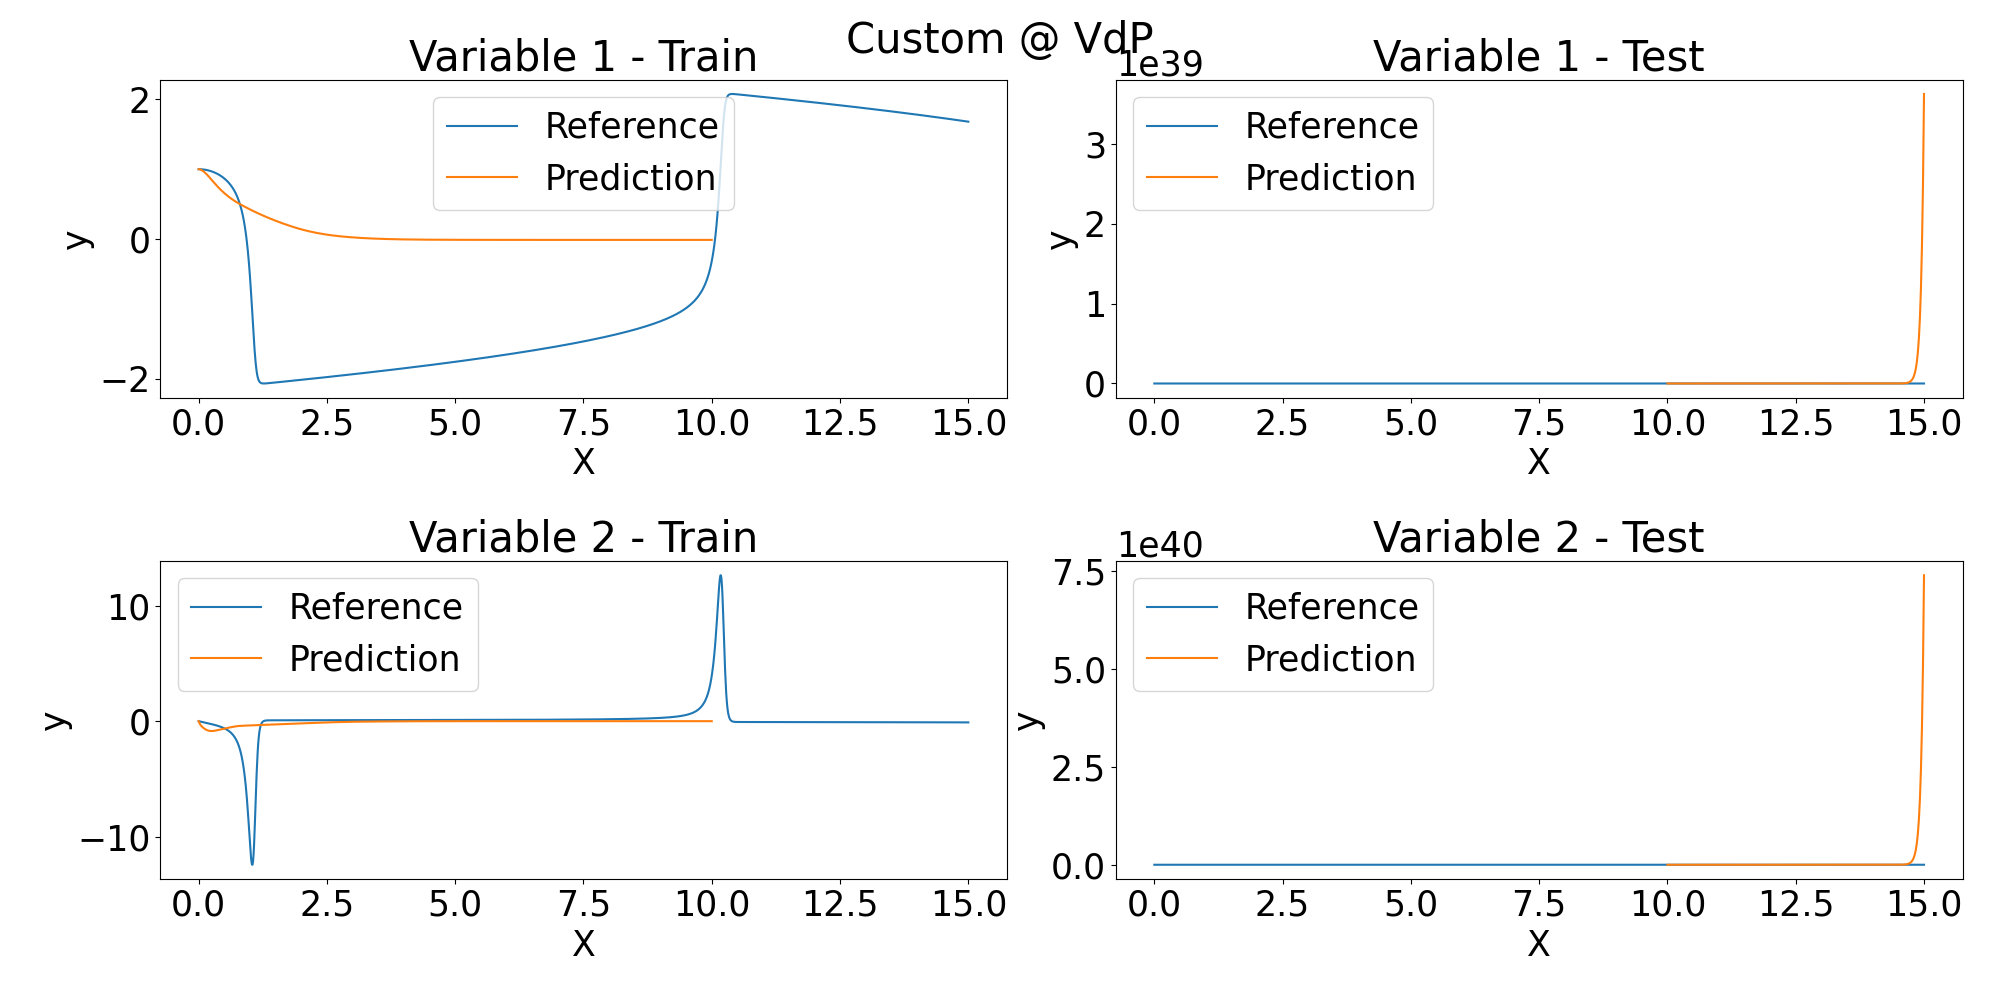 Custom @ VdP
Variable 1 - Train
2
0
−2
y
Reference
Prediction
0.0 2.5 5.0 7.5 10.0 12.5 15.0
X
Variable 1 - Test
1e39
3
2
1
0
y
Reference
Prediction
0.0 2.5 5.0 7.5 10.0 12.5 15.0
X
Variable 2 - Train
10
0
−10
y
Reference
Prediction
0.0 2.5 5.0 7.5 10.0 12.5 15.0
X
Variable 2 - Test
1e40
7.5
5.0
2.5
0.0
y
Reference
Prediction
0.0 2.5 5.0 7.5 10.0 12.5 15.0
X